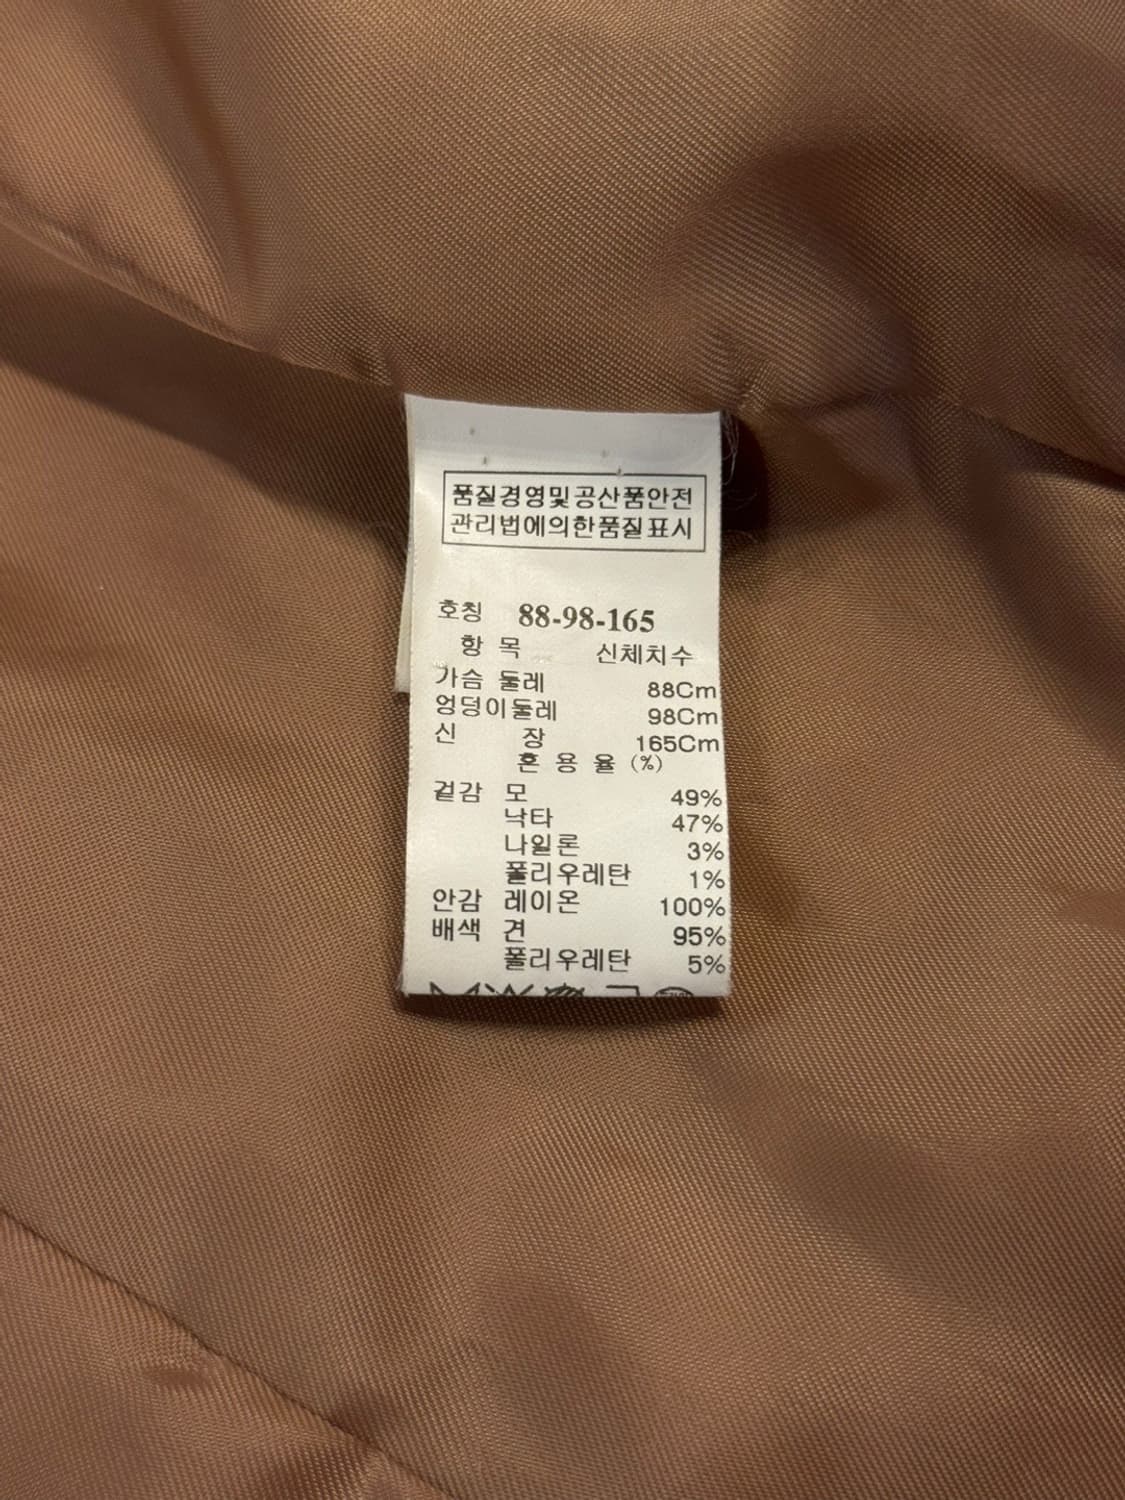 품질경영및공산품안전
관리법에의한품질표시
호칭 88-98-165
항 목 신체치수
가슴 둘레 88Cm
엉덩이둘레 98Cm
신 장 165Cm
혼 용 율 (%)
겉감 모 49%
낙타 47%
나일론 3%
폴리우레탄 1%
안감 레이온 100%
배색 견 95%
폴리우레탄 5%